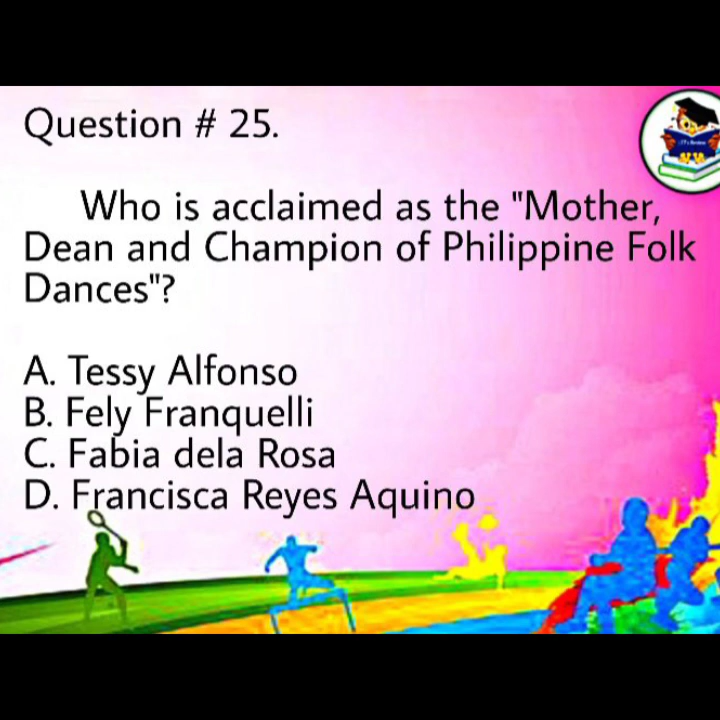 Question # 25.
Who is acclaimed as the "Mother,
Dean and Champion of Philippine Folk
Dances"?
A. Tessy Alfonso
B. Fely Franquelli
C. Fabia dela Rosa
D. Francisca Reyes Aquino